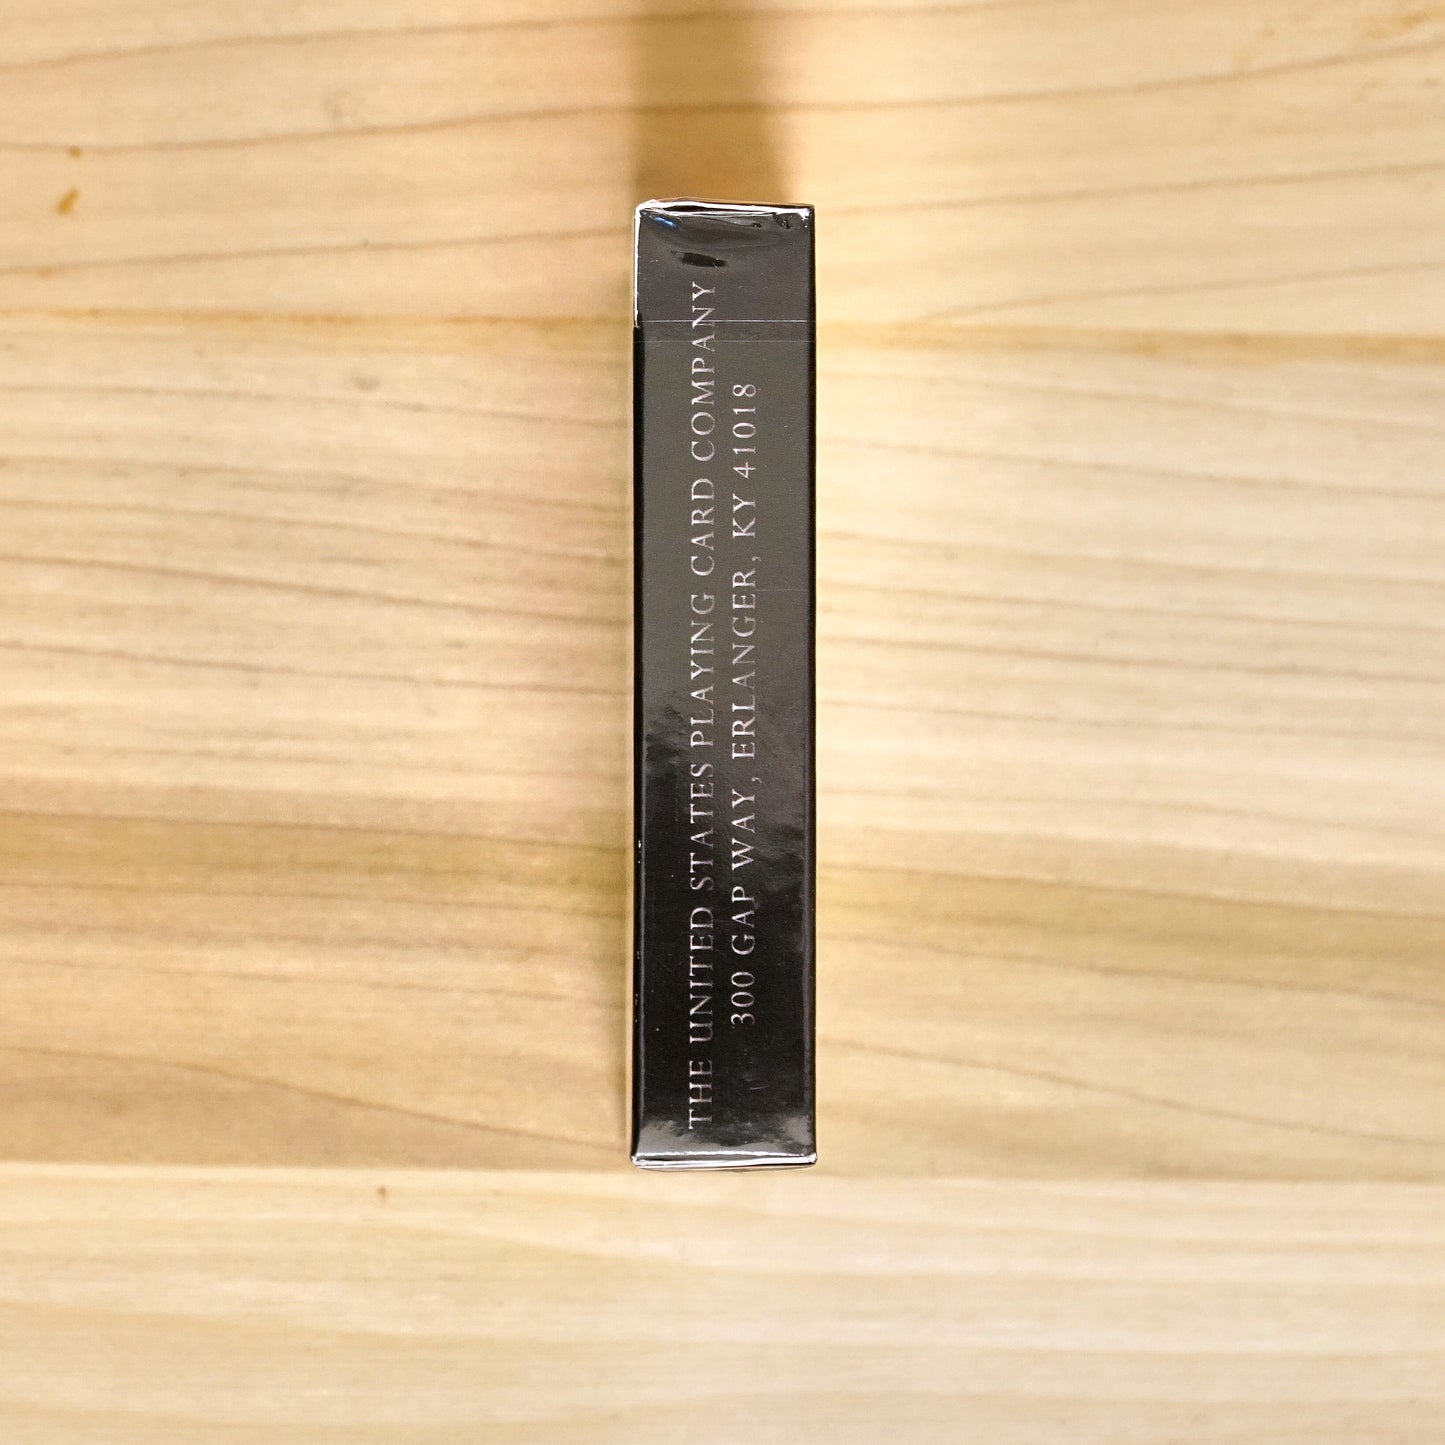 THE UNITED STATES PLAYING CARD COMPANY
300 GAP WAY, ERLANGER, KY 41018